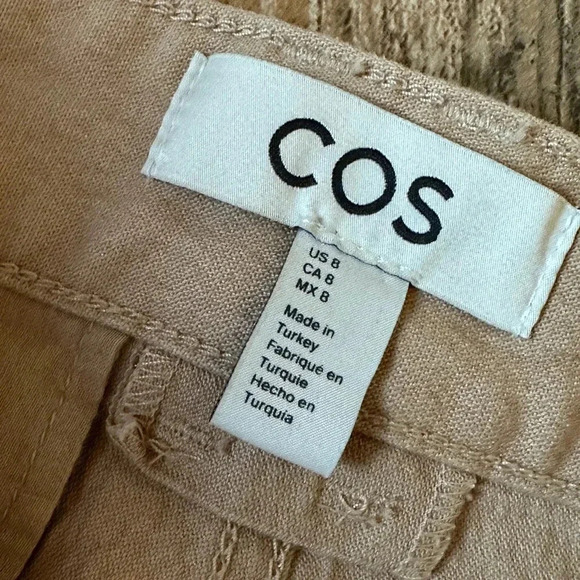 COS
US 8
CA 8
MX 8
Made in
Turkey
Fabriqué en
Turquie
Hecho en
Turquía